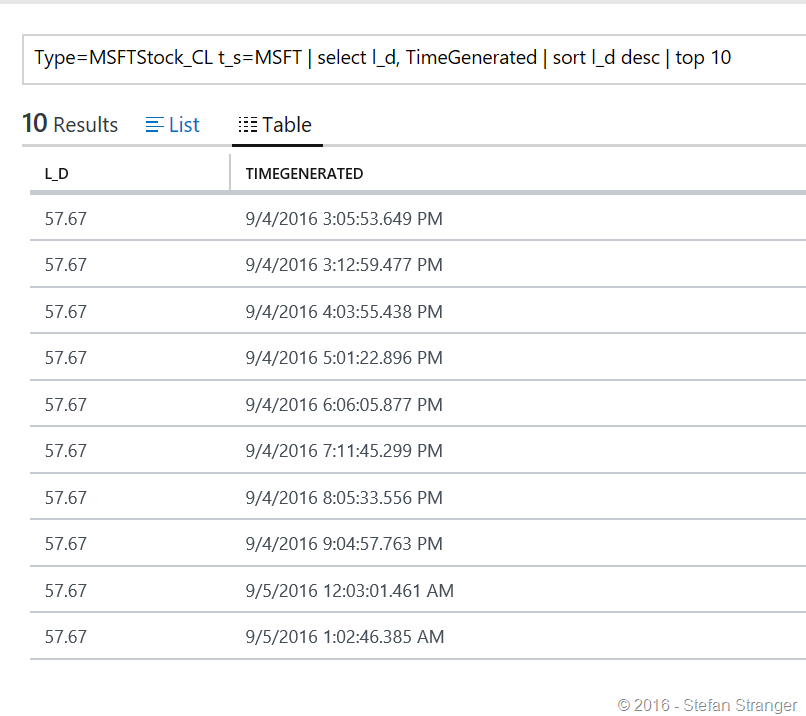 Type=MSFTStock_CL t_s=MSFT | select l_d, TimeGenerated | sort l_d desc | top 10
10 Results List Table
L_D TIMEGENERATED
57.67 9/4/2016 3:05:53.649 PM
57.67 9/4/2016 3:12:59.477 PM
57.67 9/4/2016 4:03:55.438 PM
57.67 9/4/2016 5:01:22.896 PM
57.67 9/4/2016 6:06:05.877 PM
57.67 9/4/2016 7:11:45.299 PM
57.67 9/4/2016 8:05:33.556 PM
57.67 9/4/2016 9:04:57.763 PM
57.67 9/5/2016 12:03:01.461 AM
57.67 9/5/2016 1:02:46.385 AM
© 2016 - Stefan Stranger